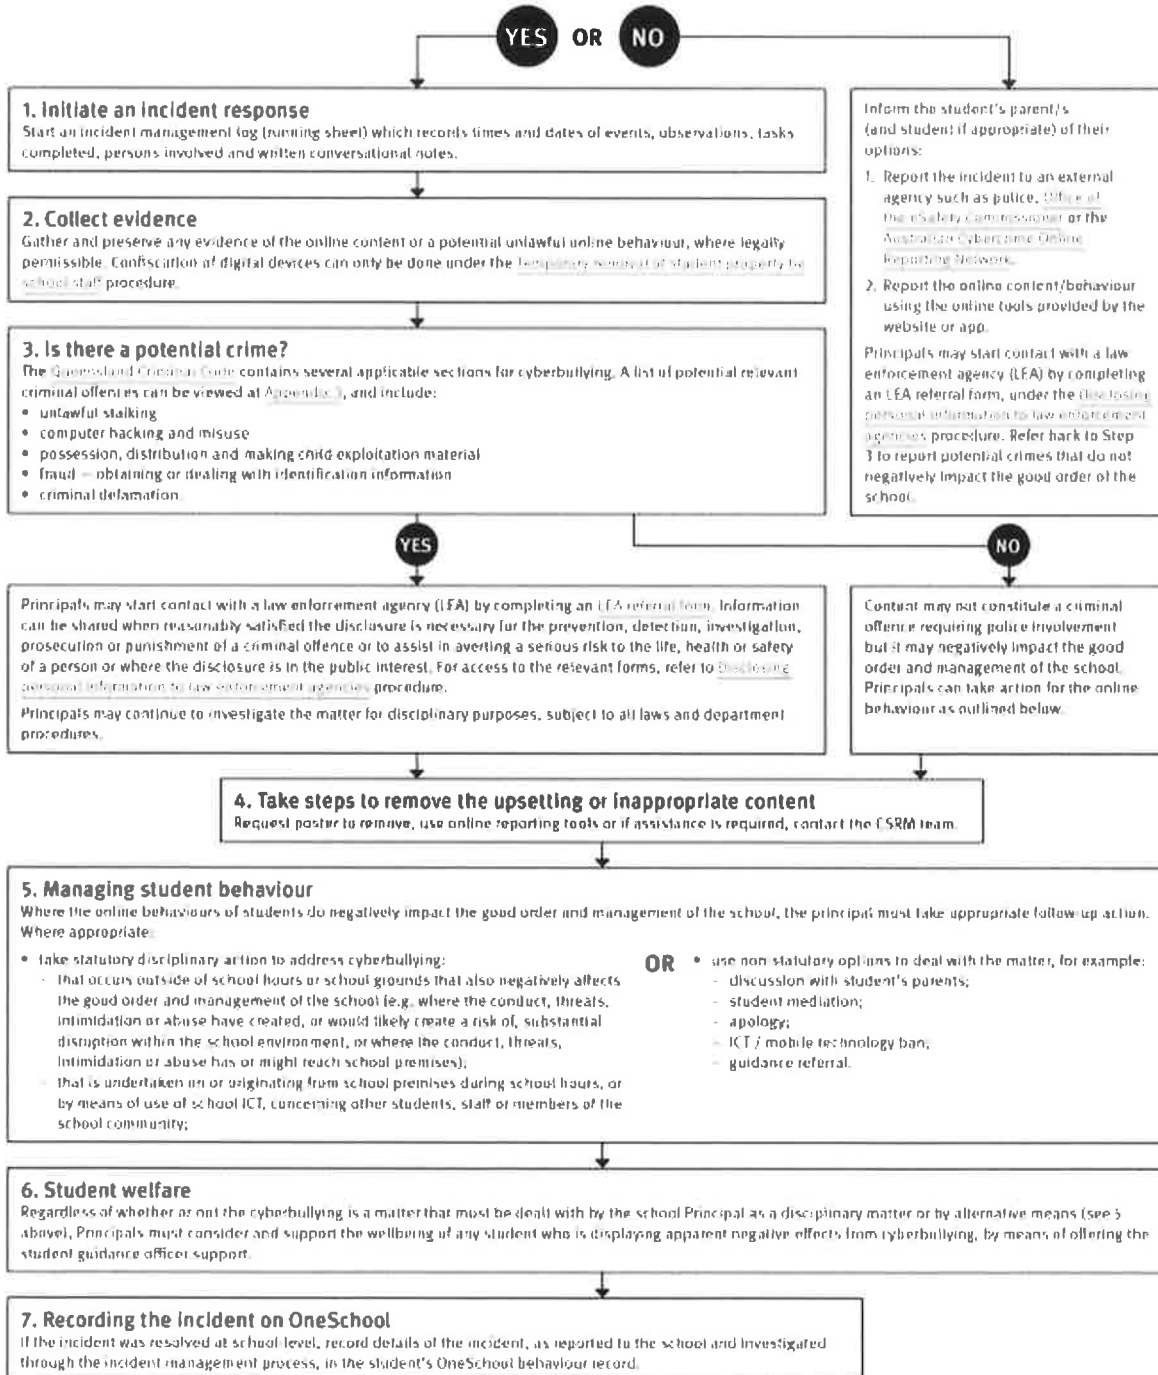 YES OR NO
1. Initiate an incident response
Start an incident management log (running sheet) which records times and dates of events, observations, tasks
completed, persons involved and written conversational notes.
2. Collect evidence
Gather and preserve any evidence of the online content or a potential unlawful online behaviour, where legally
permissible. Confiscation of digital devices can only be done under the temporary removal of student property by
school staff procedure.
3. Is there a potential crime?
The Queensland Criminal Code contains several applicable sections for cyberbullying. A list of potential relevant
criminal offences can be viewed at Appendix 3, and include:
• unlawful stalking
• computer hacking and misuse
• possession, distribution and making child exploitation material
• fraud – obtaining or dealing with identification information
• criminal defamation.
Inform the student's parent/s
(and student if appropriate) of their
options:
1. Report the incident to an external
agency such as police, Office of
the eSafety Commissioner or the
Australian Cybercrime Online
Reporting Network.
2. Report the online content/behaviour
using the online tools provided by the
website or app.
Principals may start contact with a law
enforcement agency (LEA) by completing
an LEA referral form, under the Disclosing
personal information to law enforcement
agencies procedure. Refer back to Step
3 to report potential crimes that do not
negatively impact the good order of the
school.
YES
NO
Principals may start contact with a law enforcement agency (LEA) by completing an LEA referral form. Information
can be shared when reasonably satisfied the disclosure is necessary for the prevention, detection, investigation,
prosecution or punishment of a criminal offence or to assist in averting a serious risk to the life, health or safety
of a person or where the disclosure is in the public interest. For access to the relevant forms, refer to Disclosing
personal information to law enforcement agencies procedure.
Principals may continue to investigate the matter for disciplinary purposes, subject to all laws and department
procedures.
Content may not constitute a criminal
offence requiring police involvement
but it may negatively impact the good
order and management of the school.
Principals can take action for the online
behaviour as outlined below.
4. Take steps to remove the upsetting or inappropriate content
Request poster to remove, use online reporting tools or if assistance is required, contact the CSRM team.
5. Managing student behaviour
Where the online behaviours of students do negatively impact the good order and management of the school, the principal must take appropriate follow-up action.
Where appropriate:
• take statutory disciplinary action to address cyberbullying:
- that occurs outside of school hours or school grounds that also negatively affects
the good order and management of the school (e.g. where the conduct, threats,
intimidation or abuse have created, or would likely create a risk of, substantial
disruption within the school environment, or where the conduct, threats,
intimidation or abuse has or might reach school premises);
- that is undertaken on or originating from school premises during school hours, or
by means of use of school ICT, concerning other students, staff or members of the
school community;
OR • use non-statutory options to deal with the matter, for example:
- discussion with student's parents;
- student mediation;
- apology;
- ICT / mobile technology ban;
- guidance referral.
6. Student welfare
Regardless of whether or not the cyberbullying is a matter that must be dealt with by the school Principal as a disciplinary matter or by alternative means (see 5
above), Principals must consider and support the wellbeing of any student who is displaying apparent negative effects from cyberbullying, by means of offering the
student guidance officer support.
7. Recording the incident on OneSchool
If the incident was resolved at school-level, record details of the incident, as reported to the school and investigated
through the incident management process, in the student's OneSchool behaviour record.